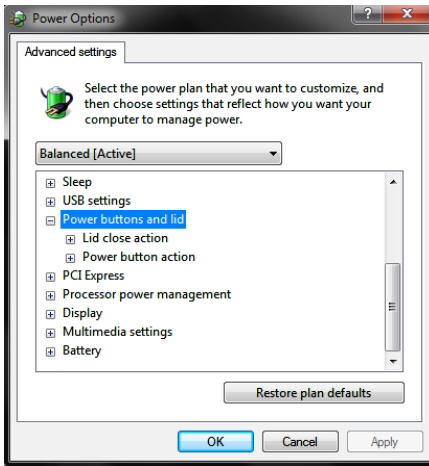 Power Options
Advanced settings
Select the power plan that you want to customize, and
then choose settings that reflect how you want your
computer to manage power.
Balanced [Active]
Sleep
USB settings
Power buttons and lid
Lid close action
Power button action
PCI Express
Processor power management
Display
Multimedia settings
Battery
Restore plan defaults
OK Cancel Apply